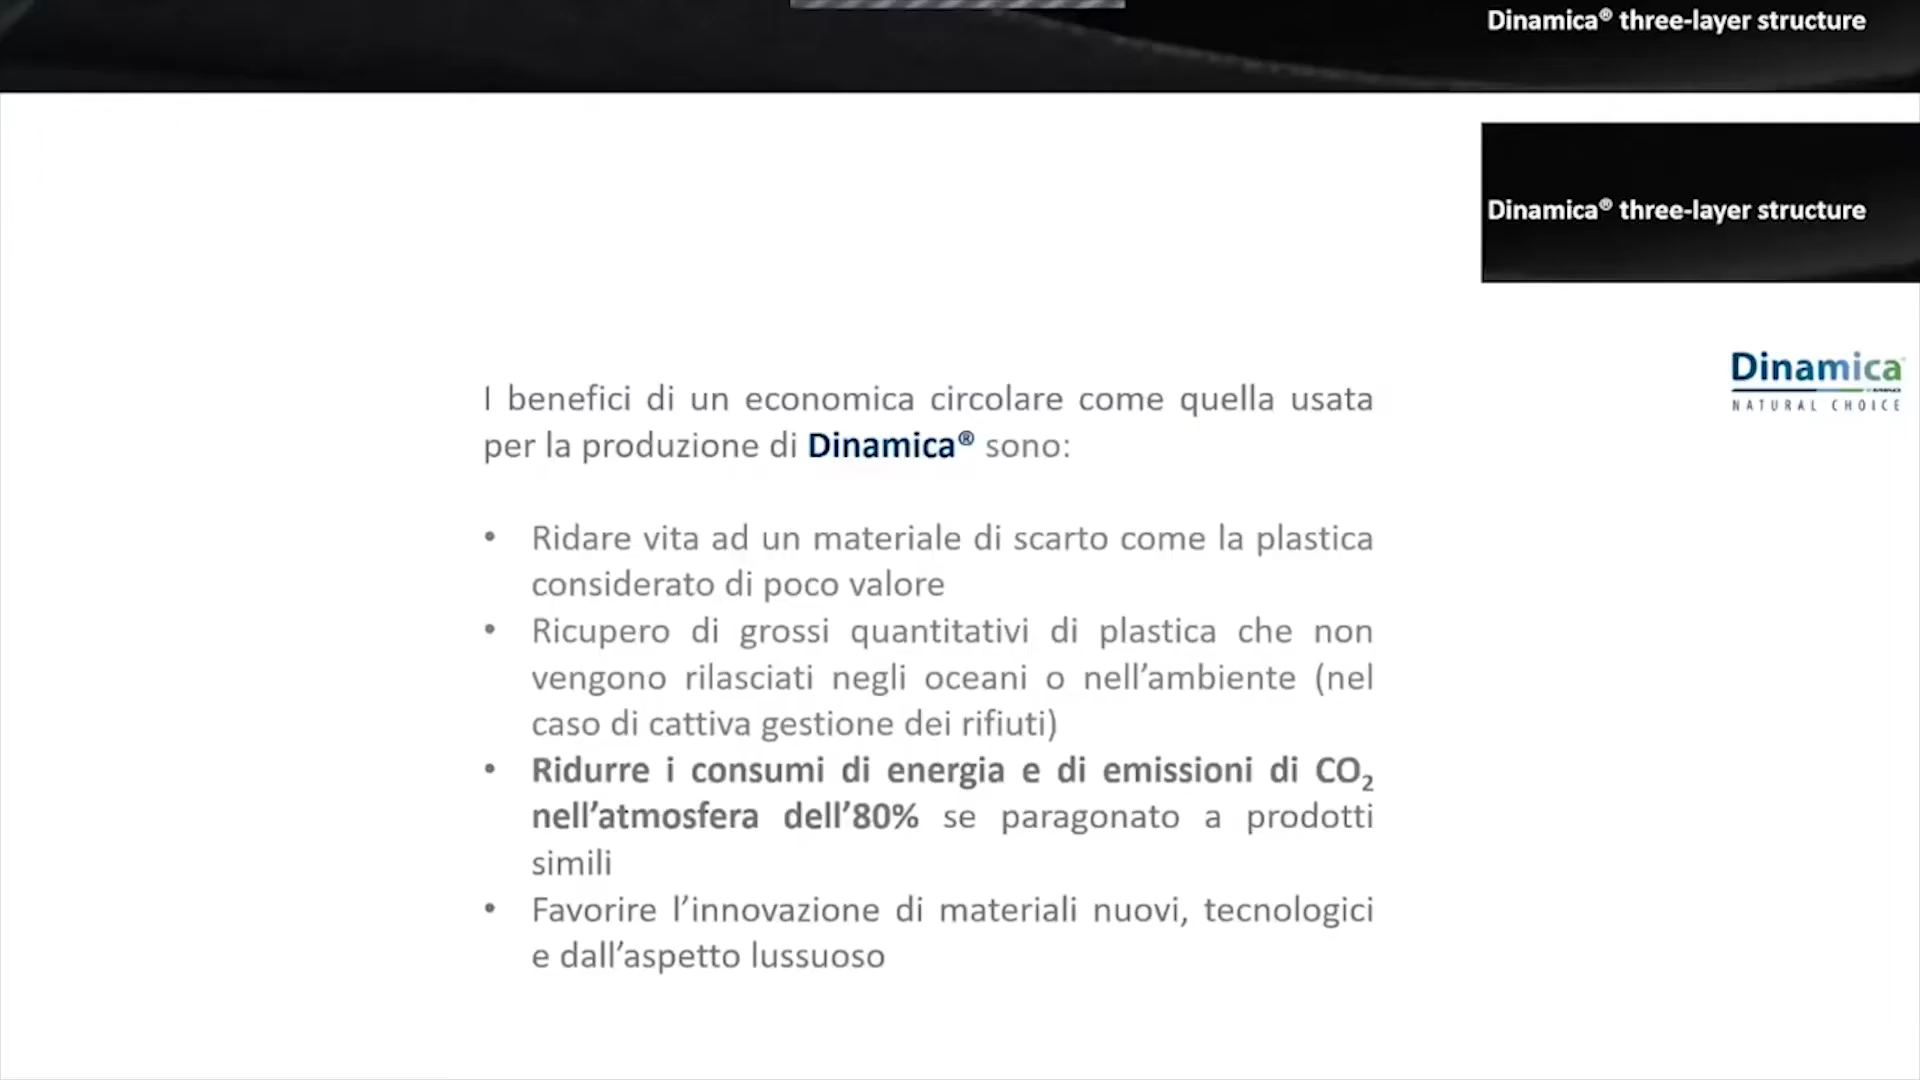 Dinamica® three-layer structure
Dinamica® three-layer structure
Dinamica
NATURAL CHOICE
I benefici di un economica circolare come quella usata
per la produzione di Dinamica® sono:
• Ridare vita ad un materiale di scarto come la plastica
considerato di poco valore
• Ricupero di grossi quantitativi di plastica che non
vengono rilasciati negli oceani o nell’ambiente (nel
caso di cattiva gestione dei rifiuti)
• Ridurre i consumi di energia e di emissioni di CO₂
nell’atmosfera dell’80% se paragonato a prodotti
simili
• Favorire l’innovazione di materiali nuovi, tecnologici
e dall’aspetto lussuoso